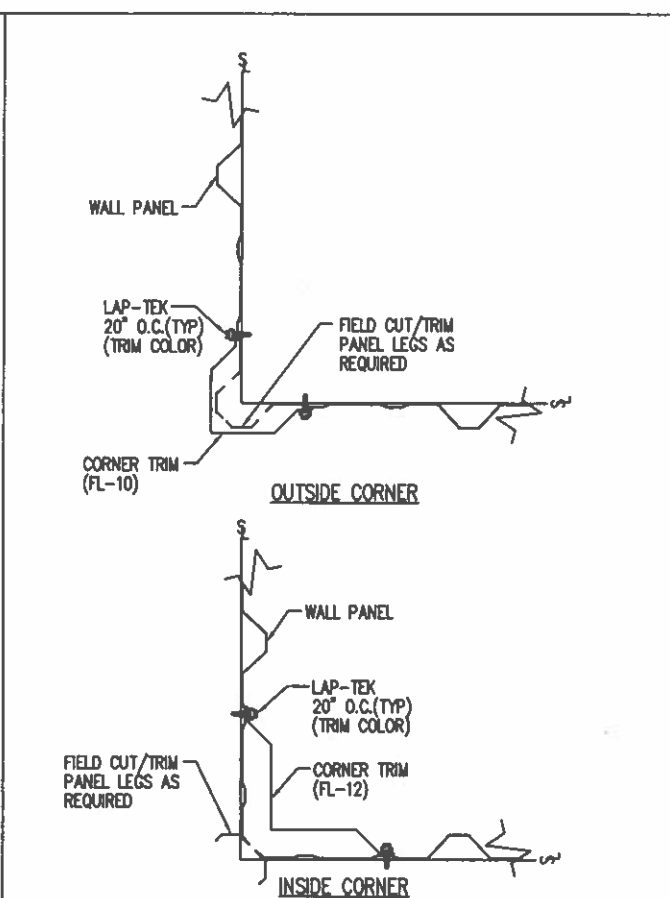 WALL PANEL
LAP-TEK
20" O.C.(TYP)
(TRIM COLOR)
FIELD CUT/TRIM
PANEL LEGS AS
REQUIRED
CORNER TRIM
(FL-10)
OUTSIDE CORNER
WALL PANEL
LAP-TEK
20" O.C.(TYP)
(TRIM COLOR)
FIELD CUT/TRIM
PANEL LEGS AS
REQUIRED
CORNER TRIM
(FL-12)
INSIDE CORNER